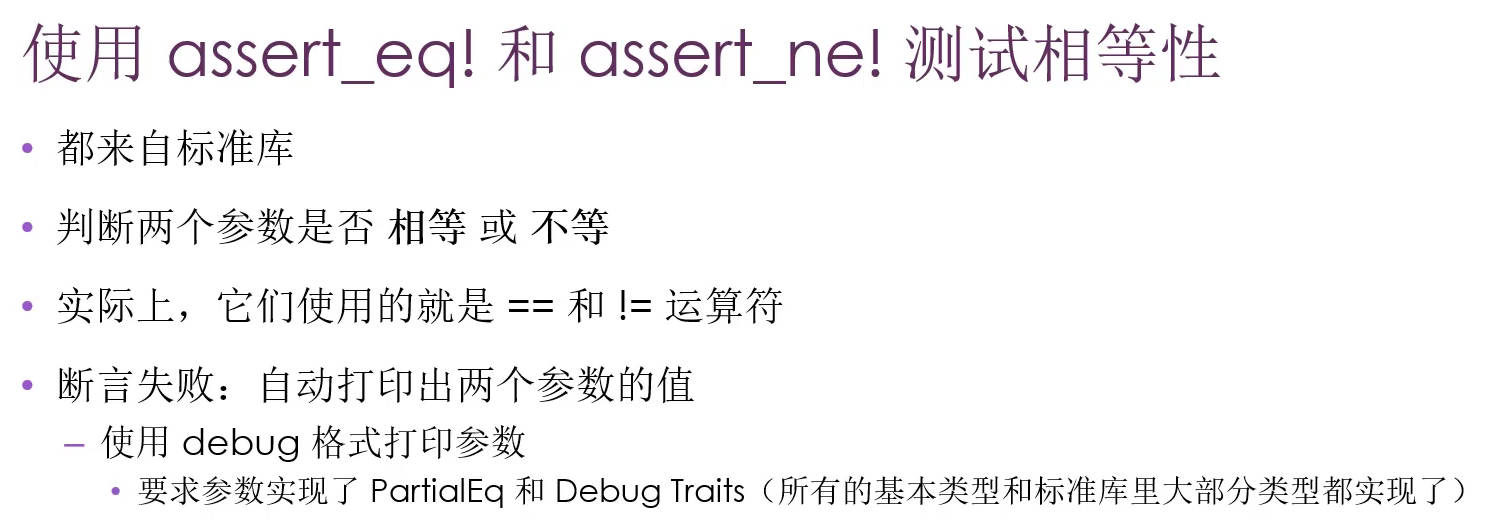 使用 assert_eq! 和 assert_ne! 测试相等性
• 都来自标准库
• 判断两个参数是否 相等 或 不等
• 实际上，它们使用的就是 == 和 != 运算符
• 断言失败：自动打印出两个参数的值
– 使用 debug 格式打印参数
• 要求参数实现了 PartialEq 和 Debug Traits（所有的基本类型和标准库里大部分类型都实现了）